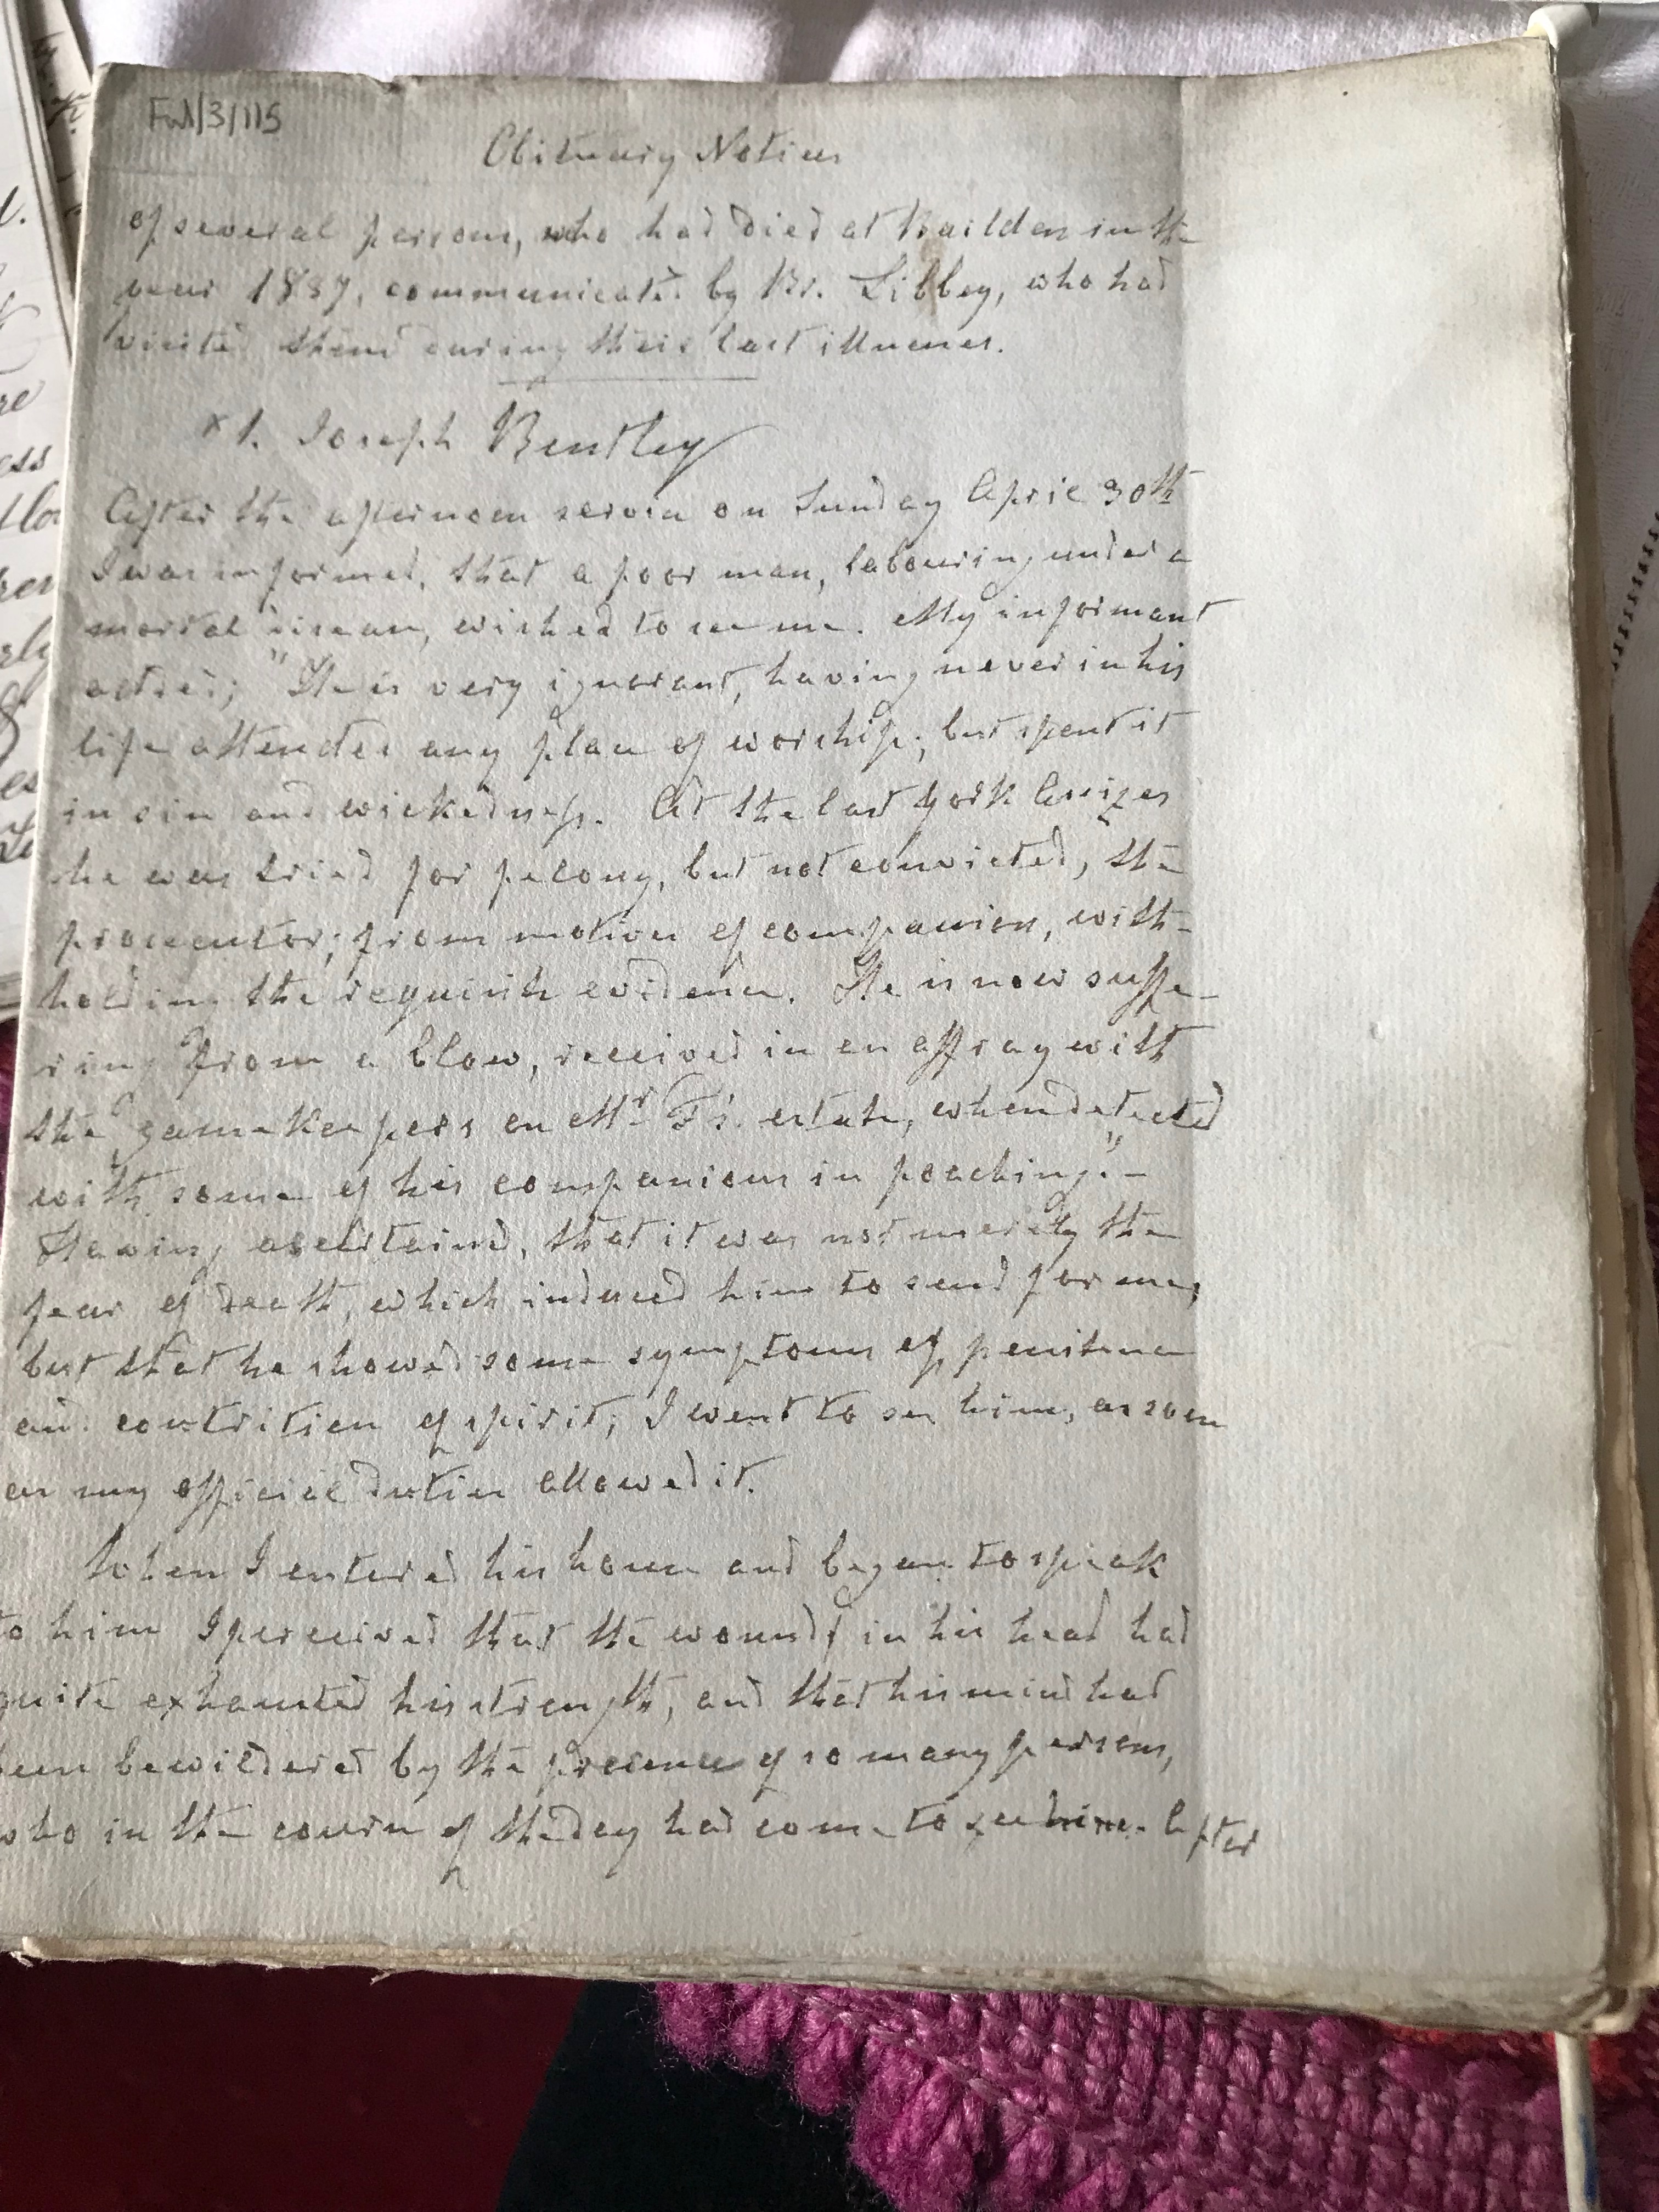 Ful/3/115
Obituary Notices
of several persons, who had died at Baildon in the
year 1837, communicated by Br. Libbey, who had
visited them during their last illnesses.
x 1. Joseph Bentley
After the afternoon service on Sunday April 30th
I was informed, that a poor man, labouring under a
mortal disease, wished to see me. My informant
added; "He is very ignorant, having never in his
life attended any place of worship; but spent it
in sin and wickedness. At the last York Assizes
he was tried for felony, but not convicted, the
prosecutor; from motives of compassion, with-
holding the requisite evidence. He is now suffe-
ring from a blow, received in an affray with
the gamekeepers on Mr F's. estate, when detected
with some of his companions in poaching."-
Having ascertained, that it was not merely the
fear of death, which induced him to send for me,
but that he showed some symptoms of penitence
and contrition of spirit; I went to see him, as soon
as my official duties allowed it.
When I entered his house and began to speak
to him I perceived that the wounds in his head had
quite exhausted his strength, and that his mind had
been bewildered by the presence of so many persons,
who in the course of the day had come to see him. After